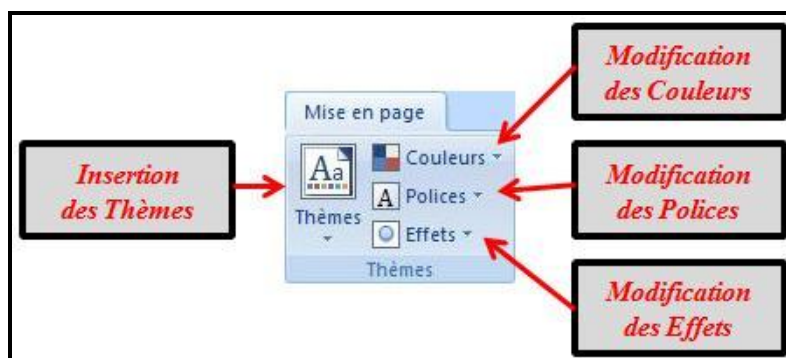 Modification
des Couleurs
Mise en page
Insertion
des Thèmes
Aa
Thèmes
Couleurs
A Polices
Effets
Thèmes
Modification
des Polices
Modification
des Effets